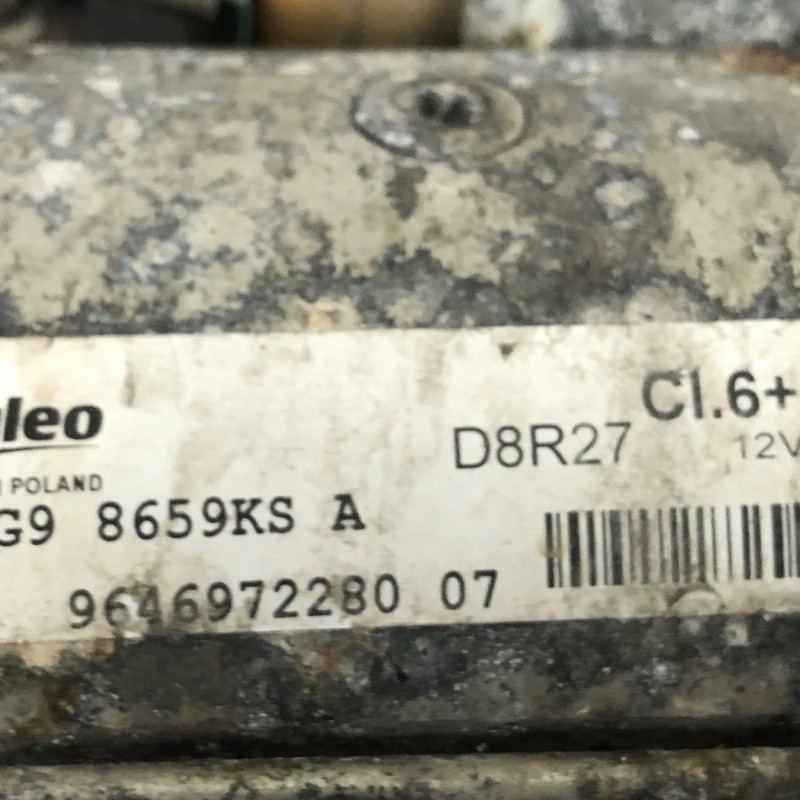 leo
Cl.6+
D8R27
12V
POLAND
G9 8659KS A
9646972280 07